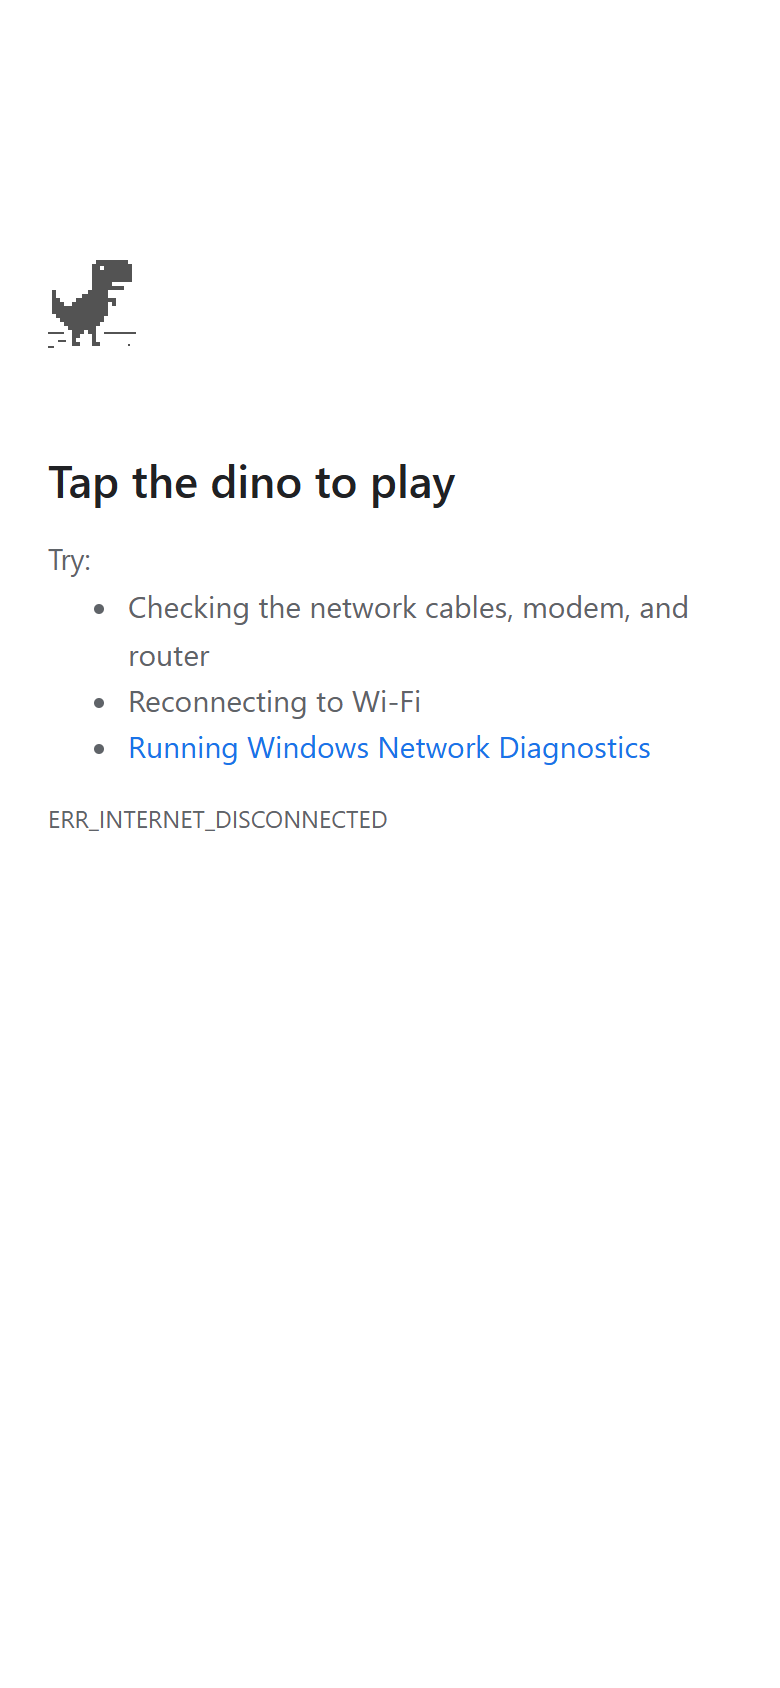 Tap the dino to play
Try:
• Checking the network cables, modem, and
router
• Reconnecting to Wi-Fi
• Running Windows Network Diagnostics
ERR_INTERNET_DISCONNECTED